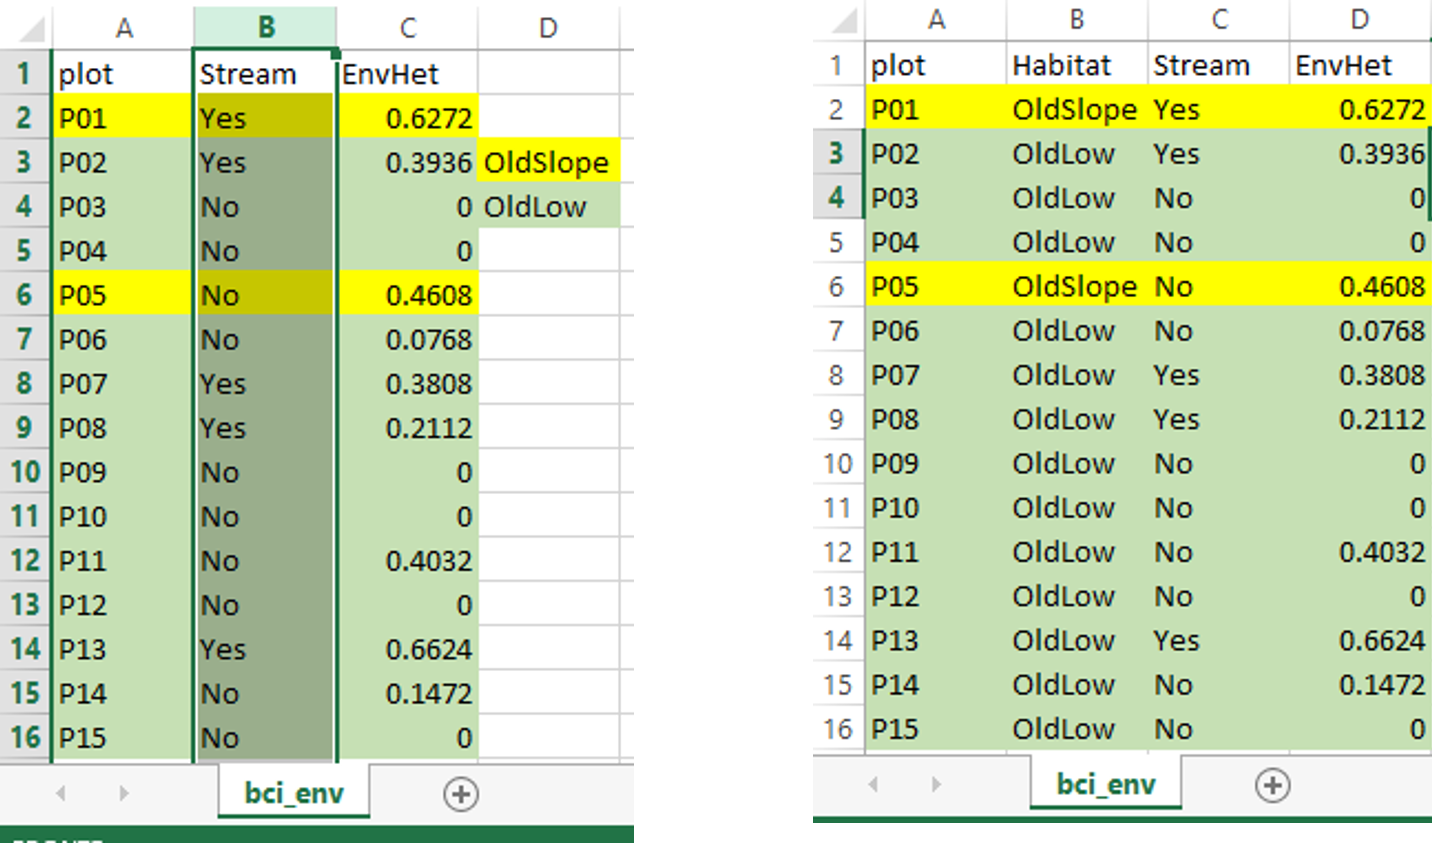 A B C D
1 plot Stream EnvHet
2 P01 Yes 0.6272
3 P02 Yes 0.3936 OldSlope
4 P03 No 0 OldLow
5 P04 No 0
6 P05 No 0.4608
7 P06 No 0.0768
8 P07 Yes 0.3808
9 P08 Yes 0.2112
10 P09 No 0
11 P10 No 0
12 P11 No 0.4032
13 P12 No 0
14 P13 Yes 0.6624
15 P14 No 0.1472
16 P15 No 0
bci_env
A B C D
1 plot Habitat Stream EnvHet
2 P01 OldSlope Yes 0.6272
3 P02 OldLow Yes 0.3936
4 P03 OldLow No 0
5 P04 OldLow No 0
6 P05 OldSlope No 0.4608
7 P06 OldLow No 0.0768
8 P07 OldLow Yes 0.3808
9 P08 OldLow Yes 0.2112
10 P09 OldLow No 0
11 P10 OldLow No 0
12 P11 OldLow No 0.4032
13 P12 OldLow No 0
14 P13 OldLow Yes 0.6624
15 P14 OldLow No 0.1472
16 P15 OldLow No 0
bci_env